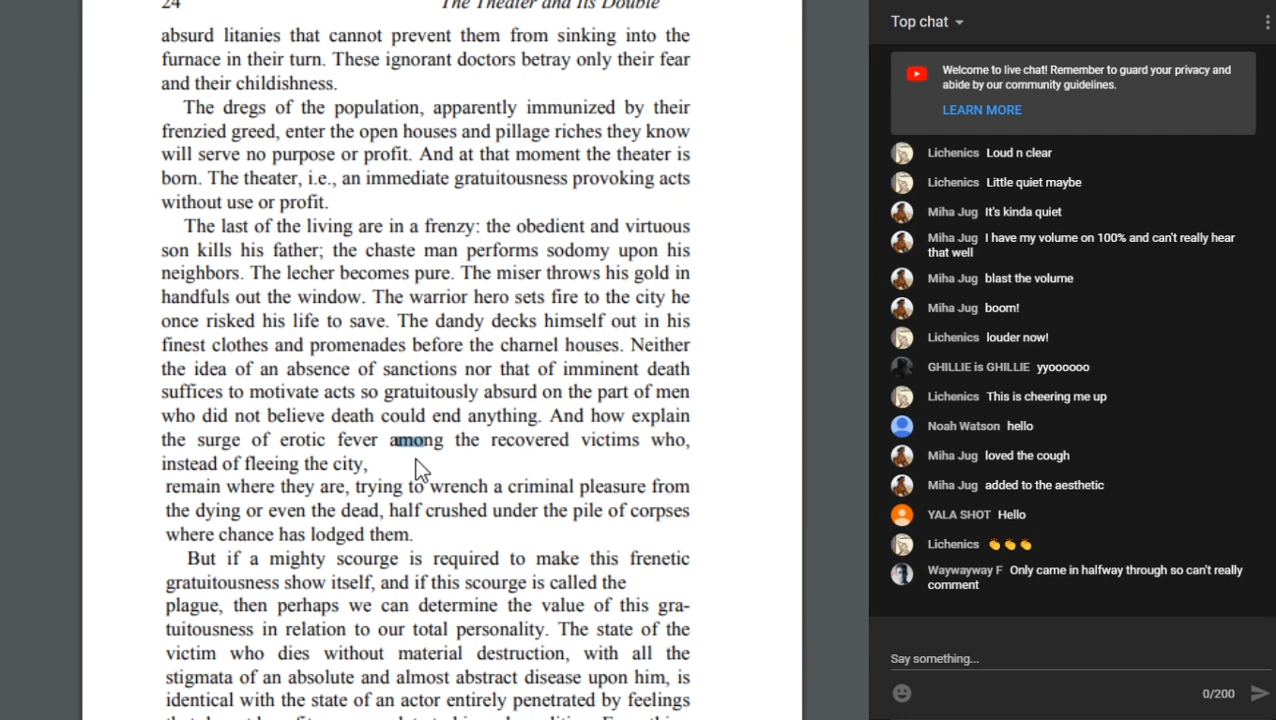 24 The Theater and Its Double
absurd litanies that cannot prevent them from sinking into the
furnace in their turn. These ignorant doctors betray only their fear
and their childishness.
The dregs of the population, apparently immunized by their
frenzied greed, enter the open houses and pillage riches they know
will serve no purpose or profit. And at that moment the theater is
born. The theater, i.e., an immediate gratuitousness provoking acts
without use or profit.
The last of the living are in a frenzy: the obedient and virtuous
son kills his father; the chaste man performs sodomy upon his
neighbors. The lecher becomes pure. The miser throws his gold in
handfuls out the window. The warrior hero sets fire to the city he
once risked his life to save. The dandy decks himself out in his
finest clothes and promenades before the charnel houses. Neither
the idea of an absence of sanctions nor that of imminent death
suffices to motivate acts so gratuitously absurd on the part of men
who did not believe death could end anything. And how explain
the surge of erotic fever among the recovered victims who,
instead of fleeing the city,
remain where they are, trying to wrench a criminal pleasure from
the dying or even the dead, half crushed under the pile of corpses
where chance has lodged them.
But if a mighty scourge is required to make this frenetic
gratuitousness show itself, and if this scourge is called the
plague, then perhaps we can determine the value of this gra-
tuitousness in relation to our total personality. The state of the
victim who dies without material destruction, with all the
stigmata of an absolute and almost abstract disease upon him, is
identical with the state of an actor entirely penetrated by feelings
Top chat
Welcome to live chat! Remember to guard your privacy and
abide by our community guidelines.
LEARN MORE
Lichenics Loud n clear
Lichenics Little quiet maybe
Miha Jug It's kinda quiet
Miha Jug I have my volume on 100% and can't really hear
that well
Miha Jug blast the volume
Miha Jug boom!
Lichenics louder now!
GHILLIE is GHILLIE yyooooo
Lichenics This is cheering me up
Noah Watson hello
Miha Jug loved the cough
Miha Jug added to the aesthetic
YALA SHOT Hello
Lichenics 👏👏👏
Waywayway F Only came in halfway through so can't really
comment
Say something...
0/200